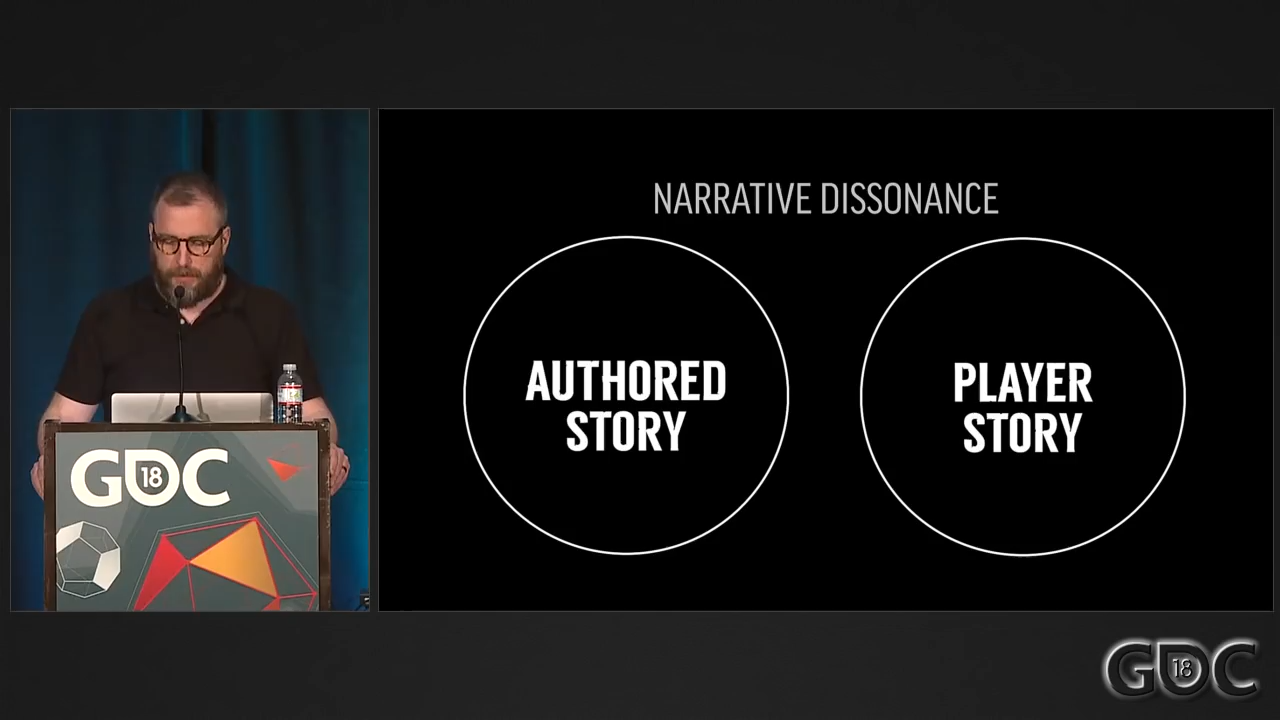 NARRATIVE DISSONANCE
AUTHORED
STORY
PLAYER
STORY
GDC
18
GDC
18